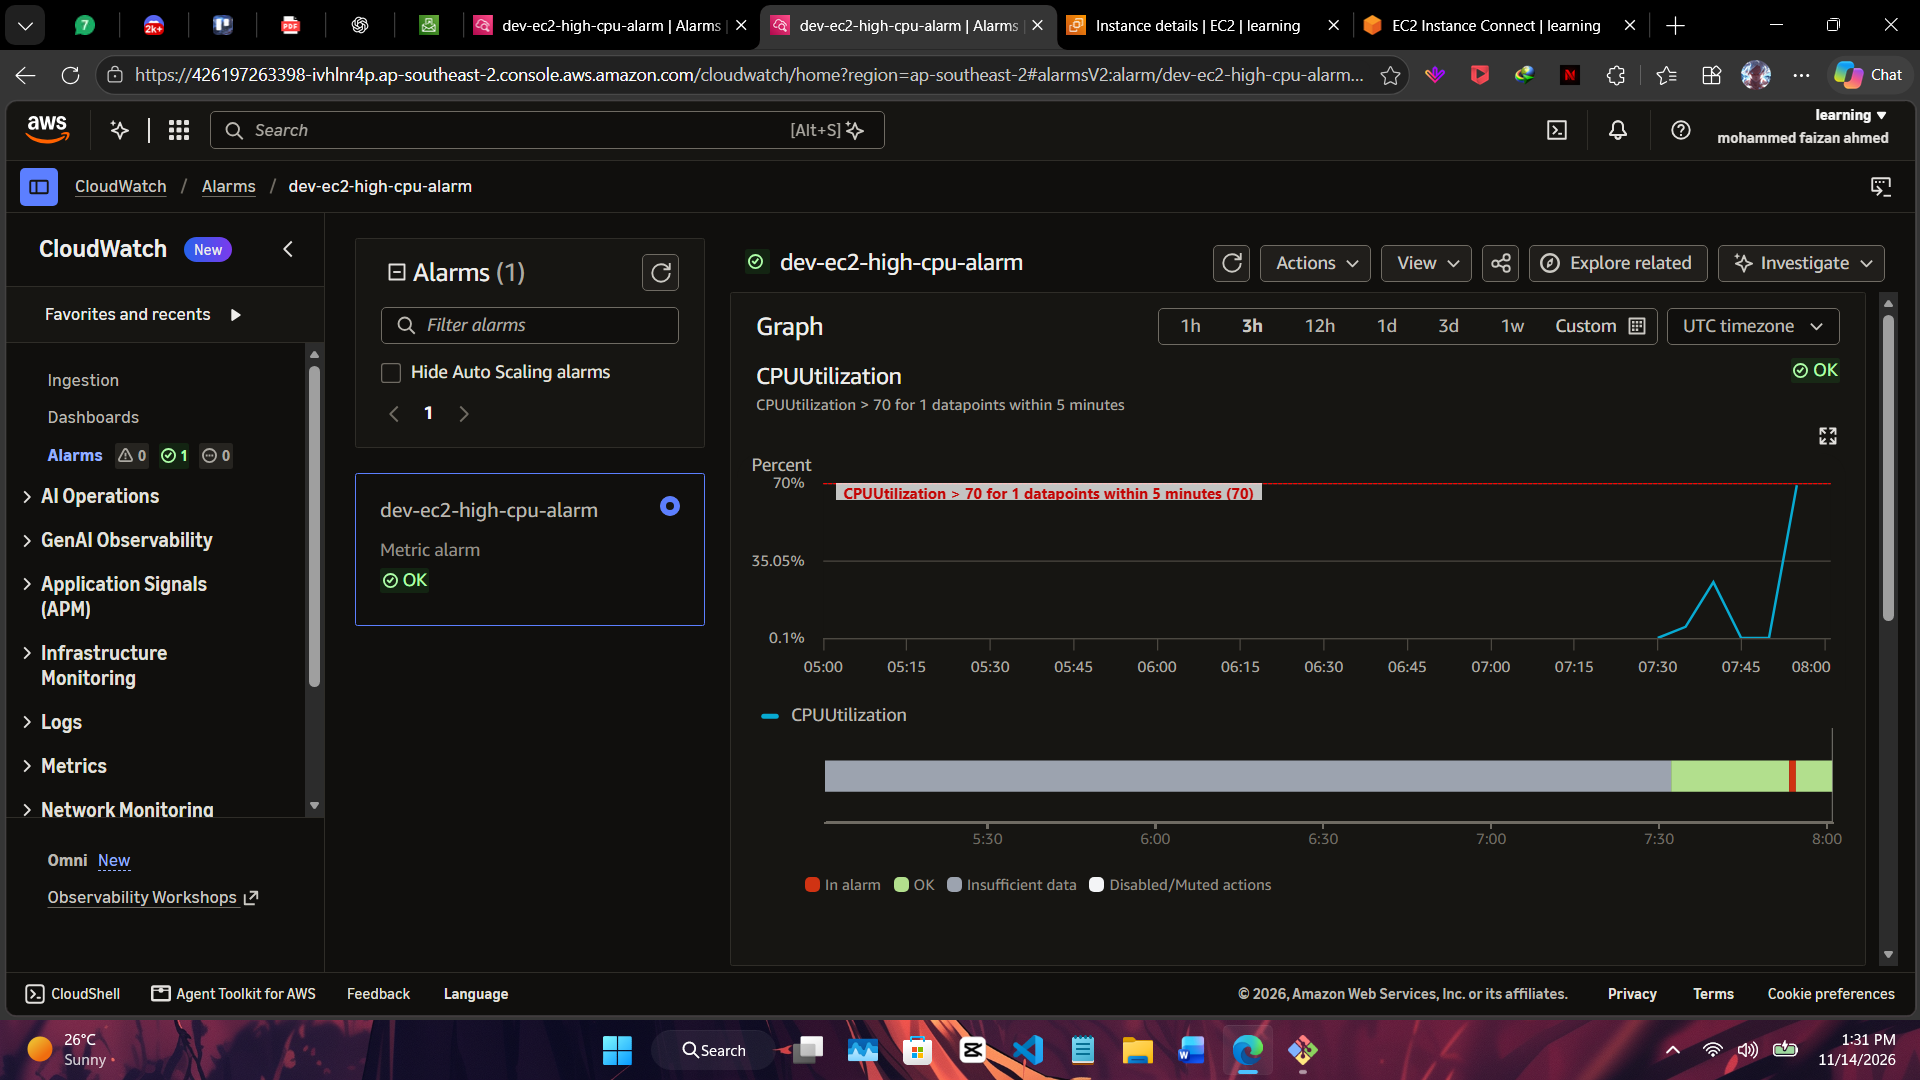 7
2k+
PDF
dev-ec2-high-cpu-alarm | Alarms
dev-ec2-high-cpu-alarm | Alarms
Instance details | EC2 | learning
EC2 Instance Connect | learning
https://426197263398-ivhlnr4p.ap-southeast-2.console.aws.amazon.com/cloudwatch/home?region=ap-southeast-2#alarmsV2:alarm/dev-ec2-high-cpu-alarm...
N
Chat
aws
Search
[Alt+S]
learning
mohammed faizan ahmed
CloudWatch / Alarms / dev-ec2-high-cpu-alarm
CloudWatch New
Favorites and recents
Ingestion
Dashboards
Alarms 0 1 0
AI Operations
GenAI Observability
Application Signals
(APM)
Infrastructure
Monitoring
Logs
Metrics
Network Monitoring
Omni New
Observability Workshops
Alarms (1)
Filter alarms
Hide Auto Scaling alarms
1
dev-ec2-high-cpu-alarm
Metric alarm
OK
dev-ec2-high-cpu-alarm
Actions
View
Explore related
Investigate
Graph
1h 3h 12h 1d 3d 1w Custom
UTC timezone
CPUUtilization
OK
CPUUtilization > 70 for 1 datapoints within 5 minutes
Percent
70%
CPUUtilization > 70 for 1 datapoints within 5 minutes (70)
35.05%
0.1%
05:00 05:15 05:30 05:45 06:00 06:15 06:30 06:45 07:00 07:15 07:30 07:45 08:00
CPUUtilization
5:30 6:00 6:30 7:00 7:30 8:00
In alarm OK Insufficient data Disabled/Muted actions
CloudShell Agent Toolkit for AWS Feedback Language
© 2026, Amazon Web Services, Inc. or its affiliates. Privacy Terms Cookie preferences
26°C
Sunny
Search
W
1:31 PM
11/14/2026